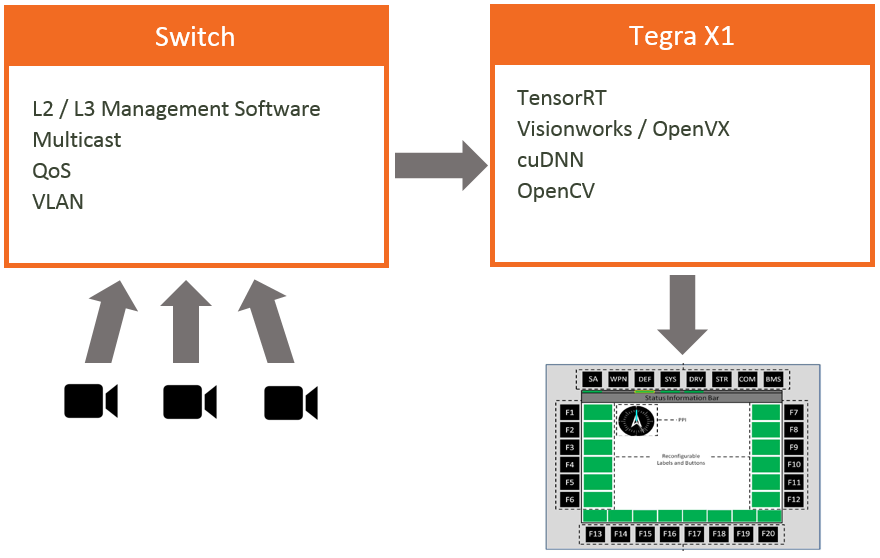 Switch
L2 / L3 Management Software
Multicast
QoS
VLAN
Tegra X1
TensorRT
Visionworks / OpenVX
cuDNN
OpenCV
SA WPN DEF SYS DRV STR COM BMS
Status Information Bar
F1
F2
F3
F4
F5
F6
PPI
Reconfigurable
Labels and Buttons
F7
F8
F9
F10
F11
F12
F13 F14 F15 F16 F17 F18 F19 F20